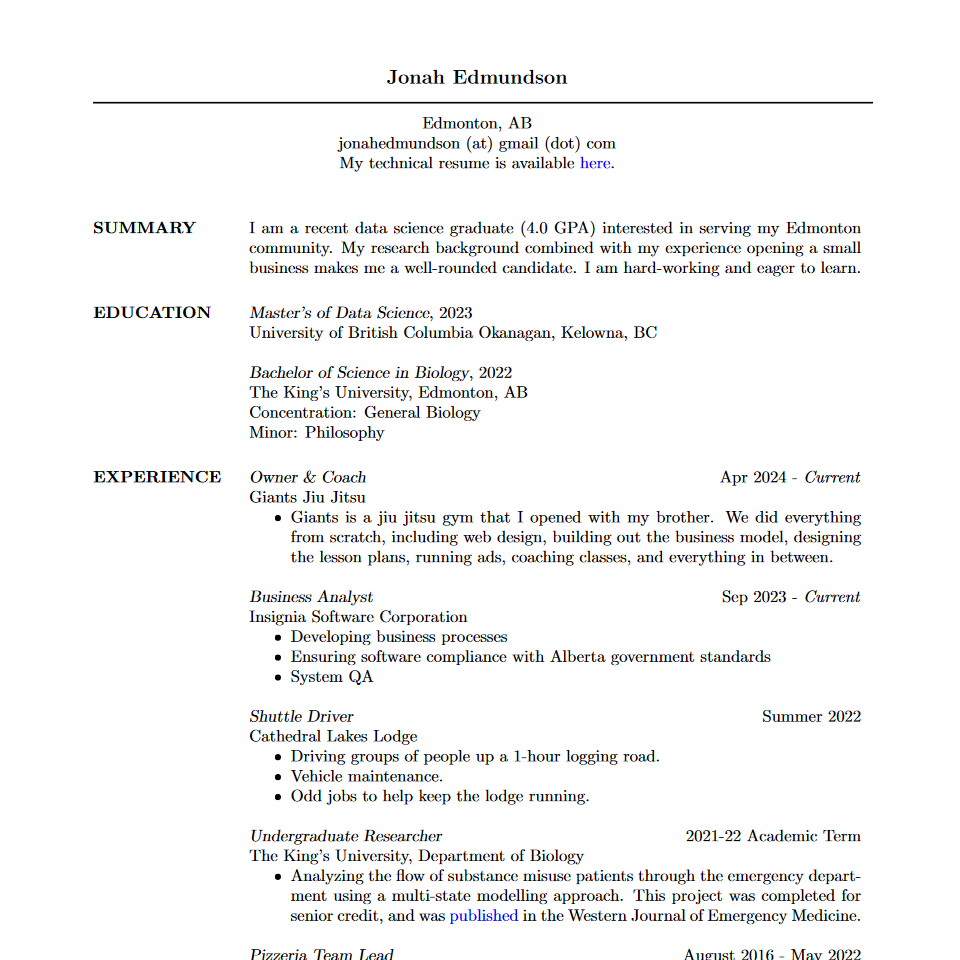 Jonah Edmundson
Edmonton, AB
jonahedmundson (at) gmail (dot) com
My technical resume is available here.
SUMMARY
I am a recent data science graduate (4.0 GPA) interested in serving my Edmonton
community. My research background combined with my experience opening a small
business makes me a well-rounded candidate. I am hard-working and eager to learn.
EDUCATION
Master's of Data Science, 2023
University of British Columbia Okanagan, Kelowna, BC
Bachelor of Science in Biology, 2022
The King's University, Edmonton, AB
Concentration: General Biology
Minor: Philosophy
EXPERIENCE
Owner & Coach Apr 2024 - Current
Giants Jiu Jitsu
• Giants is a jiu jitsu gym that I opened with my brother. We did everything
from scratch, including web design, building out the business model, designing
the lesson plans, running ads, coaching classes, and everything in between.
Business Analyst Sep 2023 - Current
Insignia Software Corporation
• Developing business processes
• Ensuring software compliance with Alberta government standards
• System QA
Shuttle Driver Summer 2022
Cathedral Lakes Lodge
• Driving groups of people up a 1-hour logging road.
• Vehicle maintenance.
• Odd jobs to help keep the lodge running.
Undergraduate Researcher 2021-22 Academic Term
The King's University, Department of Biology
• Analyzing the flow of substance misuse patients through the emergency depart-
ment using a multi-state modelling approach. This project was completed for
senior credit, and was published in the Western Journal of Emergency Medicine.
Pizzeria Team Lead August 2016 - May 2022